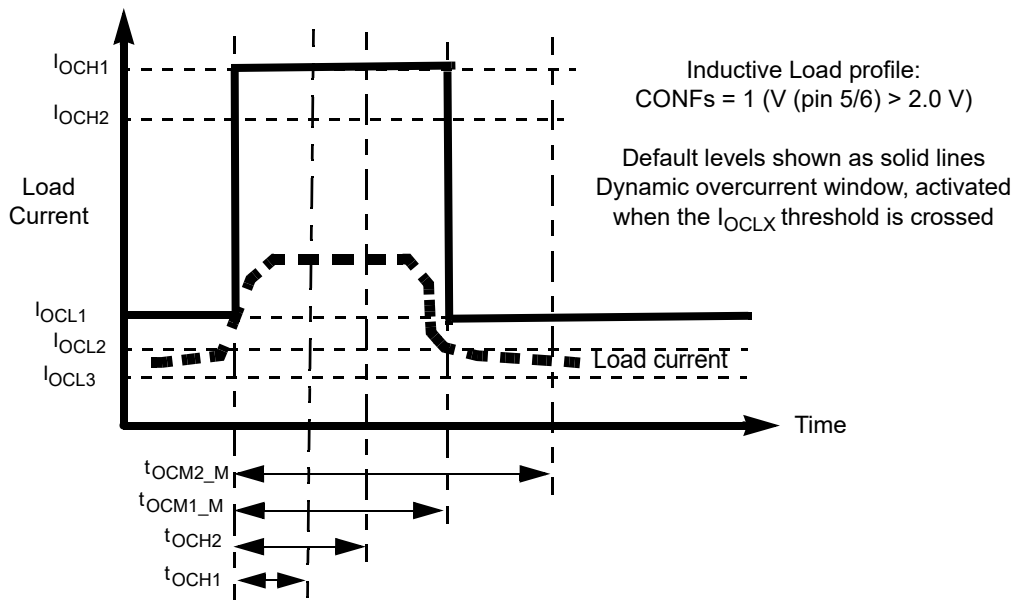 I_OCH1
I_OCH2
Load
Current
I_OCL1
I_OCL2
I_OCL3
Inductive Load profile:
CONFs = 1 (V (pin 5/6) > 2.0 V)
Default levels shown as solid lines
Dynamic overcurrent window, activated
when the I_OCLX threshold is crossed
Load current
Time
t_OCM2_M
t_OCM1_M
t_OCH2
t_OCH1